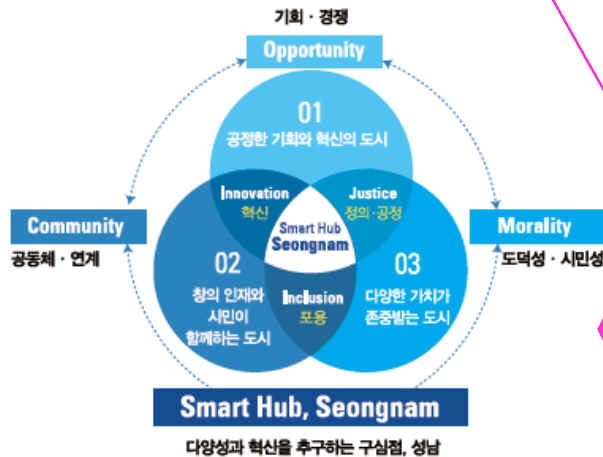 기회 · 경쟁
Opportunity
01
공정한 기회와 혁신의 도시
Innovation
혁신
Justice
정의·공정
Community
공동체 · 연계
Smart Hub
Seongnam
Morality
도덕성 · 시민성
02
창의 인재와
시민이
함께하는 도시
Inclusion
포용
03
다양한 가치가
존중받는 도시
Smart Hub, Seongnam
다양성과 혁신을 추구하는 구심점, 성남